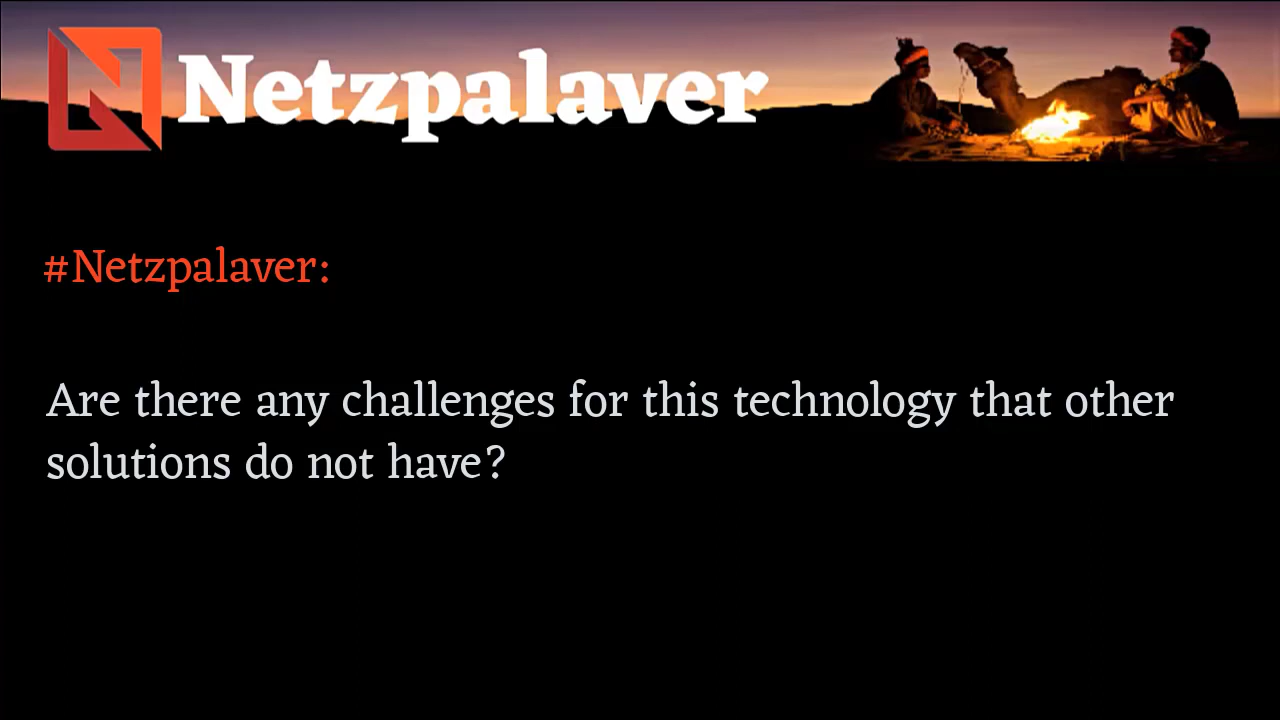 Netzpalaver
#Netzpalaver:
Are there any challenges for this technology that other
solutions do not have?